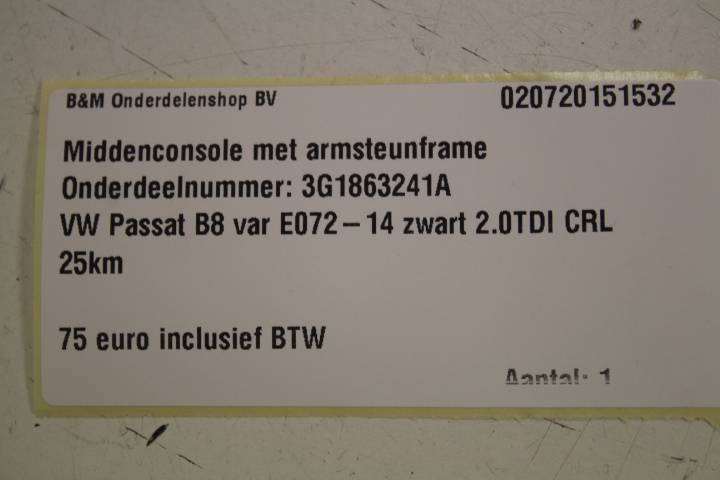 B&M Onderdelenshop BV 020720151532
Middenconsole met armsteunframe
Onderdeelnummer: 3G1863241A
VW Passat B8 var E072-14 zwart 2.0TDI CRL
25km
75 euro inclusief BTW
Aantal: 1